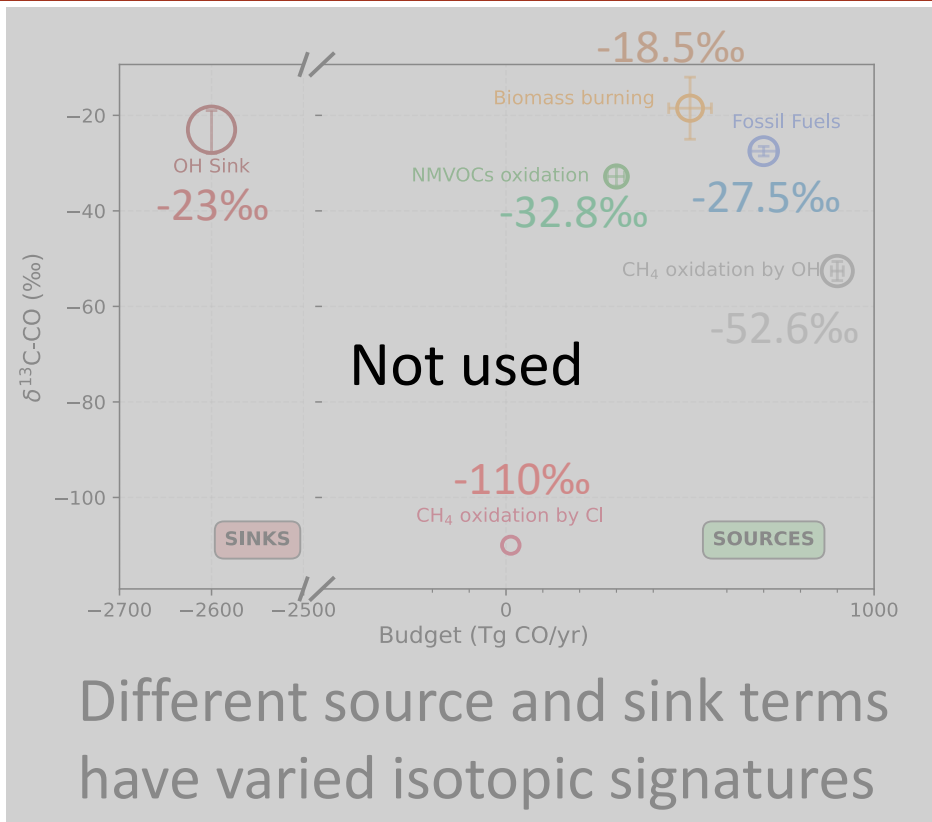 -18.5‰
Biomass burning
Fossil Fuels
-27.5‰
OH Sink
-23‰
NMVOCs oxidation
-32.8‰
CH₄ oxidation by OH
-52.6‰
Not used
-110‰
CH₄ oxidation by Cl
SINKS
SOURCES
δ¹³C-CO (‰)
−20
−40
−60
−80
−100
−2700 −2600 −2500 0 1000
Budget (Tg CO/yr)
Different source and sink terms
have varied isotopic signatures